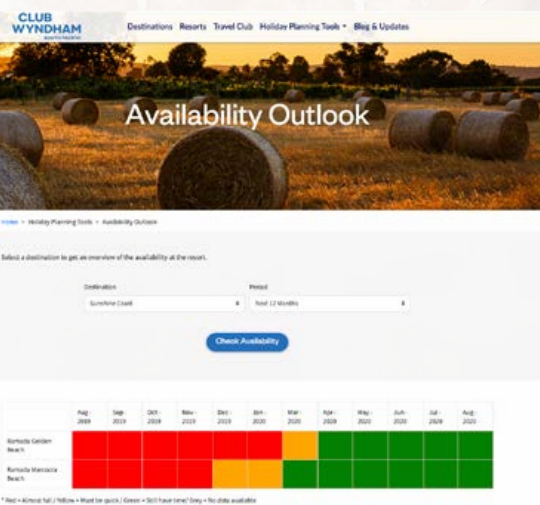 CLUB
WYNDHAM
SOUTH PACIFIC
Destinations Resorts Travel Club Holiday Planning Tools Blog & Updates
Availability Outlook
Home > Holiday Planning Tools > Availability Outlook
Select a destination to get an overview of the availability at the resort.
Destination Period
Sunshine Coast Next 12 Months
Check Availability
Aug - 2019 Sep - 2019 Oct - 2019 Nov - 2019 Dec - 2019 Jan - 2020 Mar - 2020 Apr - 2020 May - 2020 Jun - 2020 Jul - 2020 Aug - 2020
Ramada Golden
Beach
Ramada Marcoola
Beach
* Red = Almost full / Yellow = Must be quick / Green = Still have time/ Grey = No data available